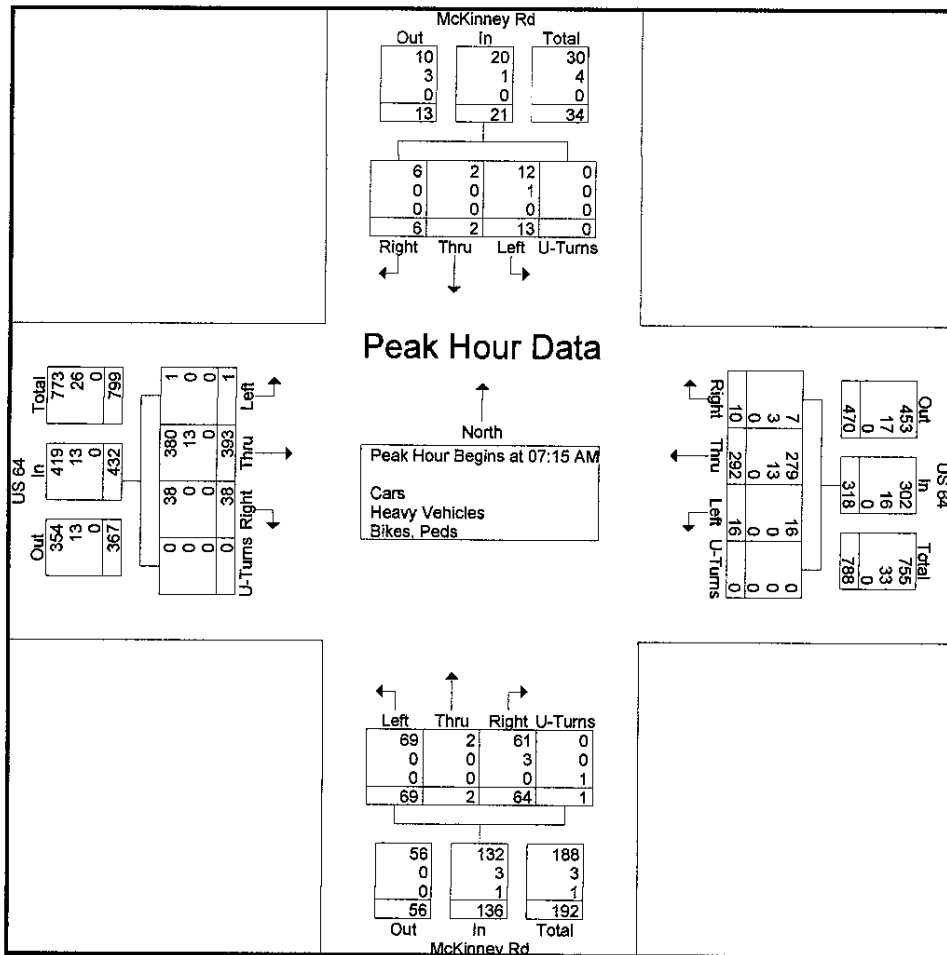 McKinney Rd
Out In Total
10 20 30
3 1 4
0 0 0
13 21 34
6 2 12 0
0 0 1 0
0 0 0 0
6 2 13 0
Right Thru Left U-Turns
Peak Hour Data
North
Peak Hour Begins at 07:15 AM
Cars
Heavy Vehicles
Bikes, Peds
US 64
Total In Out
773 419 354
26 13 13
0 0 0
799 432 367
1 380 38 0
0 13 0 0
0 0 0 0
1 393 38 0
Left Thru Right U-Turns
US 64
Out In Total
453 302 755
17 16 33
0 0 0
470 318 788
7 279 16 0
3 13 0 0
0 0 0 0
10 292 16 0
Right Thru Left U-Turns
Left Thru Right U-Turns
69 2 61 0
0 0 3 0
0 0 0 1
69 2 64 1
56 132 188
0 3 3
0 1 1
56 136 192
Out In Total
McKinney Rd